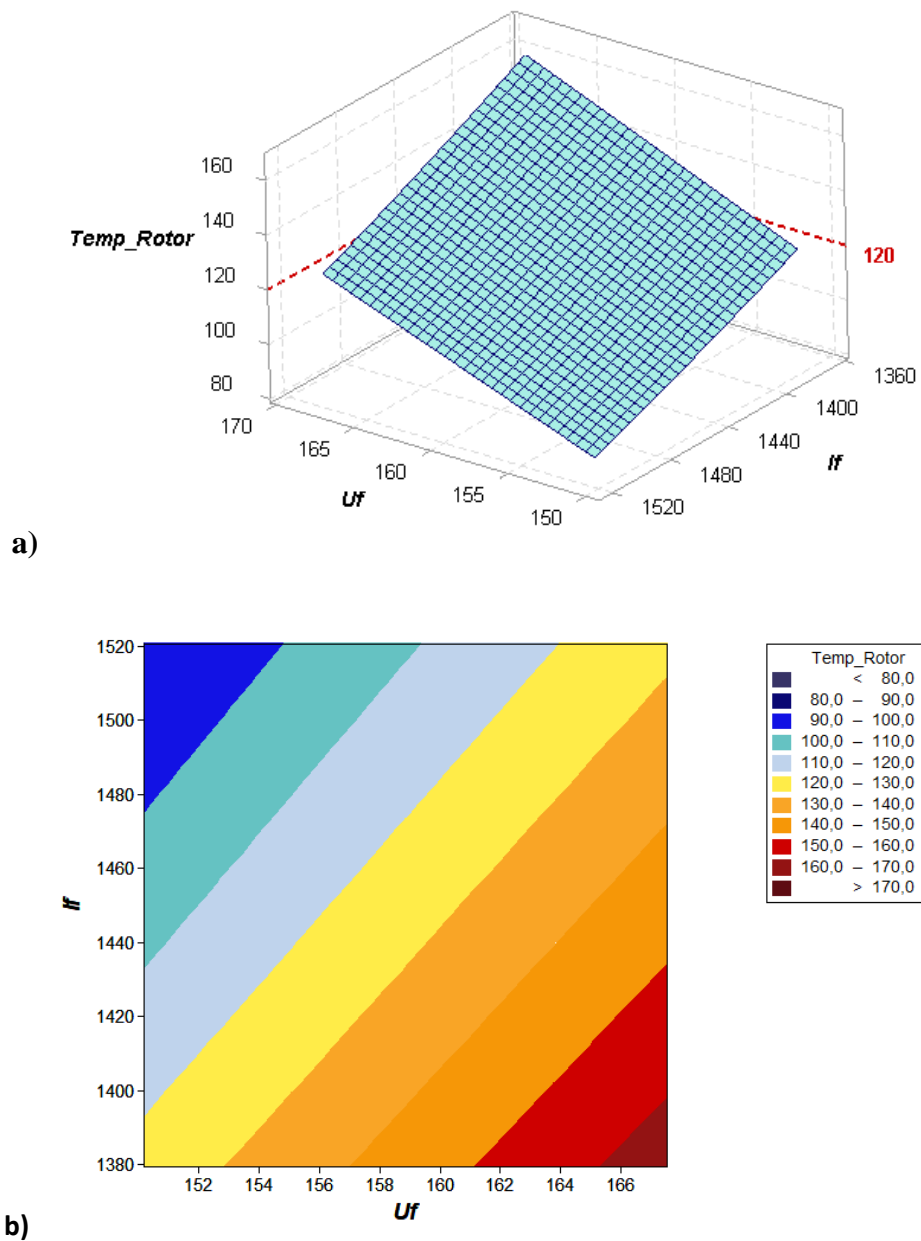 160
140
Temp_Rotor
120
120
100
80
170
165
160
155
150
Uf
1520
1480
1440
1400
1360
If
a)
1520
1500
1480
1460
1440
1420
1400
1380
If
152 154 156 158 160 162 164 166
Uf
Temp_Rotor
< 80,0
80,0 – 90,0
90,0 – 100,0
100,0 – 110,0
110,0 – 120,0
120,0 – 130,0
130,0 – 140,0
140,0 – 150,0
150,0 – 160,0
160,0 – 170,0
> 170,0
b)